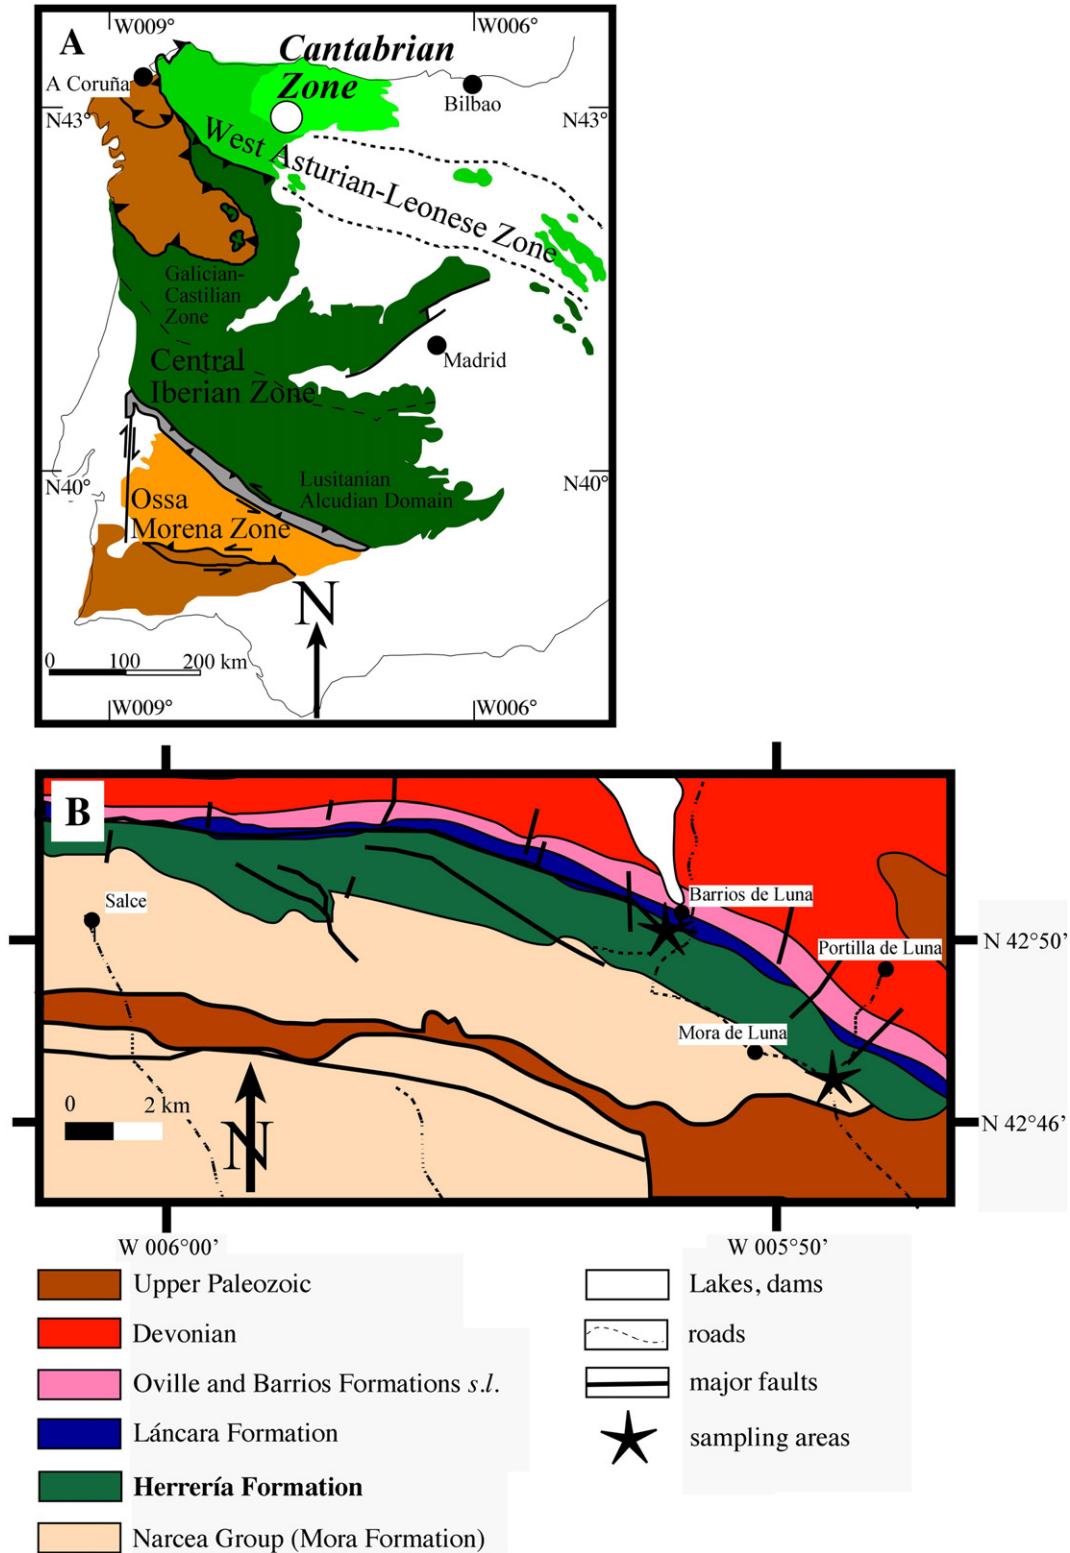 W009°
W006°
A
Cantabrian
Zone
A Coruña
Bilbao
N43°
N43°
West Asturian-Leonese Zone
Galician-
Castilian
Zone
Central
Iberian Zone
Madrid
N40°
N40°
Lusitanian
Alcudian Domain
Ossa
Morena Zone
N
0 100 200 km
W009°
W006°
B
Salce
Barrios de Luna
Portilla de Luna
N 42°50’
Mora de Luna
0 2 km
N
N 42°46’
W 006°00’
W 005°50’
Upper Paleozoic
Devonian
Oville and Barrios Formations s.l.
Láncara Formation
Herrería Formation
Narcea Group (Mora Formation)
Lakes, dams
roads
major faults
sampling areas